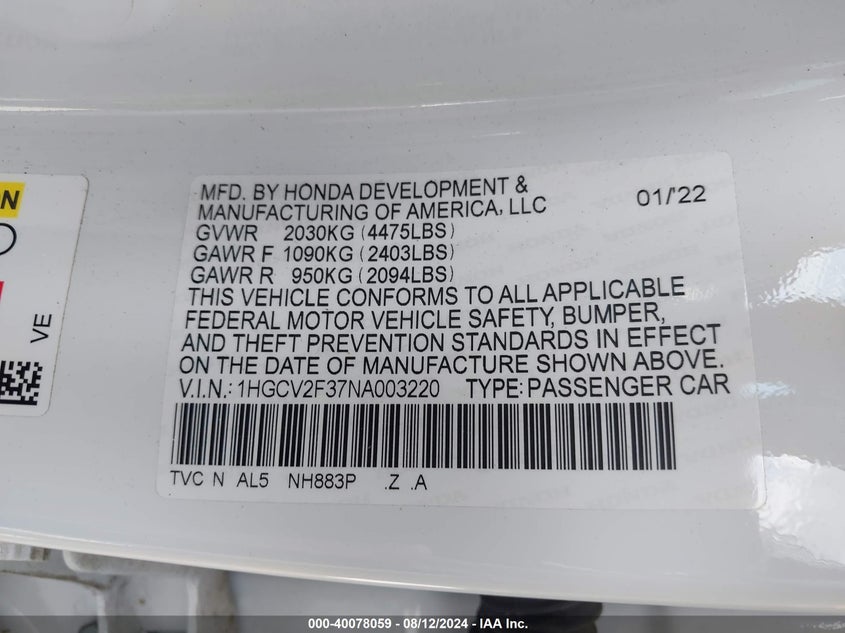 MFD. BY HONDA DEVELOPMENT &
MANUFACTURING OF AMERICA, LLC 01/'22
GVWR 2030KG (4475LBS)
GAWR F 1090KG (2403LBS)
GAWR R 950KG (2094LBS)
THIS VEHICLE CONFORMS TO ALL APPLICABLE
FEDERAL MOTOR VEHICLE SAFETY, BUMPER,
AND THEFT PREVENTION STANDARDS IN EFFECT
ON THE DATE OF MANUFACTURE SHOWN ABOVE.
V.I.N.: 1HGCV2F37NA003220 TYPE: PASSENGER CAR
TVC N AL5 NH883P .Z .A
VE
000-40078059 - 08/12/2024 - IAA Inc.